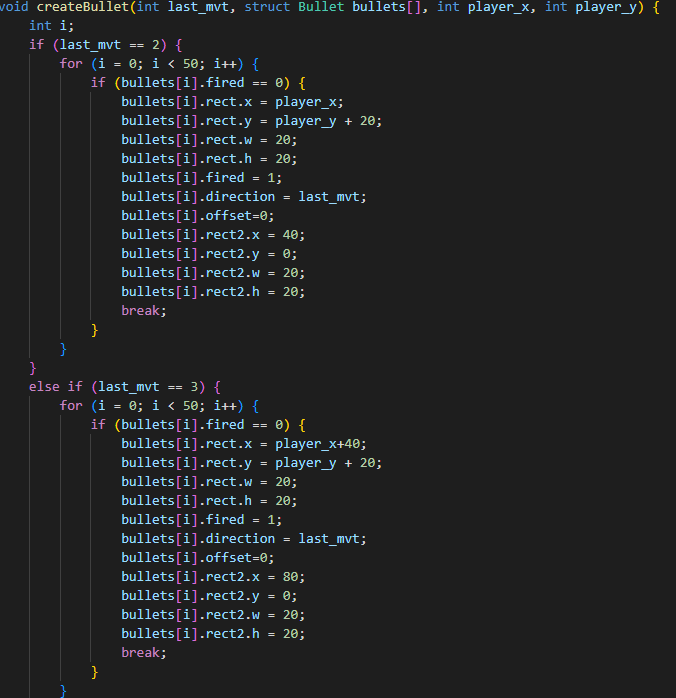 void createBullet(int last_mvt, struct Bullet bullets[], int player_x, int player_y) {
    int i;
    if (last_mvt == 2) {
        for (i = 0; i < 50; i++) {
            if (bullets[i].fired == 0) {
                bullets[i].rect.x = player_x;
                bullets[i].rect.y = player_y + 20;
                bullets[i].rect.w = 20;
                bullets[i].rect.h = 20;
                bullets[i].fired = 1;
                bullets[i].direction = last_mvt;
                bullets[i].offset=0;
                bullets[i].rect2.x = 40;
                bullets[i].rect2.y = 0;
                bullets[i].rect2.w = 20;
                bullets[i].rect2.h = 20;
                break;
            }
        }
    }
    else if (last_mvt == 3) {
        for (i = 0; i < 50; i++) {
            if (bullets[i].fired == 0) {
                bullets[i].rect.x = player_x+40;
                bullets[i].rect.y = player_y + 20;
                bullets[i].rect.w = 20;
                bullets[i].rect.h = 20;
                bullets[i].fired = 1;
                bullets[i].direction = last_mvt;
                bullets[i].offset=0;
                bullets[i].rect2.x = 80;
                bullets[i].rect2.y = 0;
                bullets[i].rect2.w = 20;
                bullets[i].rect2.h = 20;
                break;
            }
        }